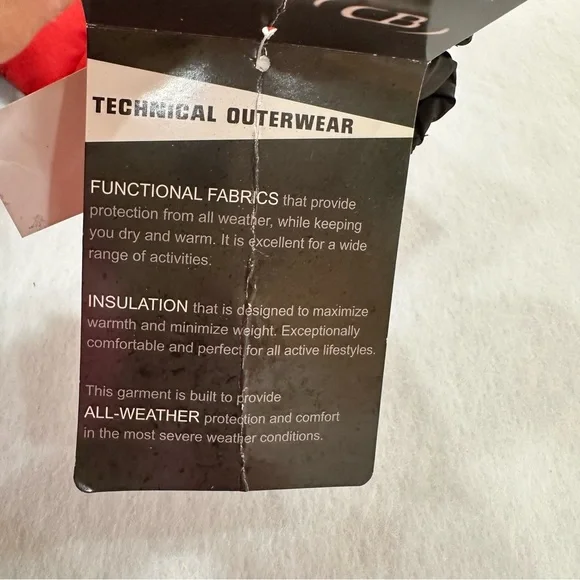 CB
TECHNICAL OUTERWEAR
FUNCTIONAL FABRICS that provide
protection from all weather, while keeping
you dry and warm. It is excellent for a wide
range of activities.
INSULATION that is designed to maximize
warmth and minimize weight. Exceptionally
comfortable and perfect for all active lifestyles.
This garment is built to provide
ALL-WEATHER protection and comfort
in the most severe weather conditions.